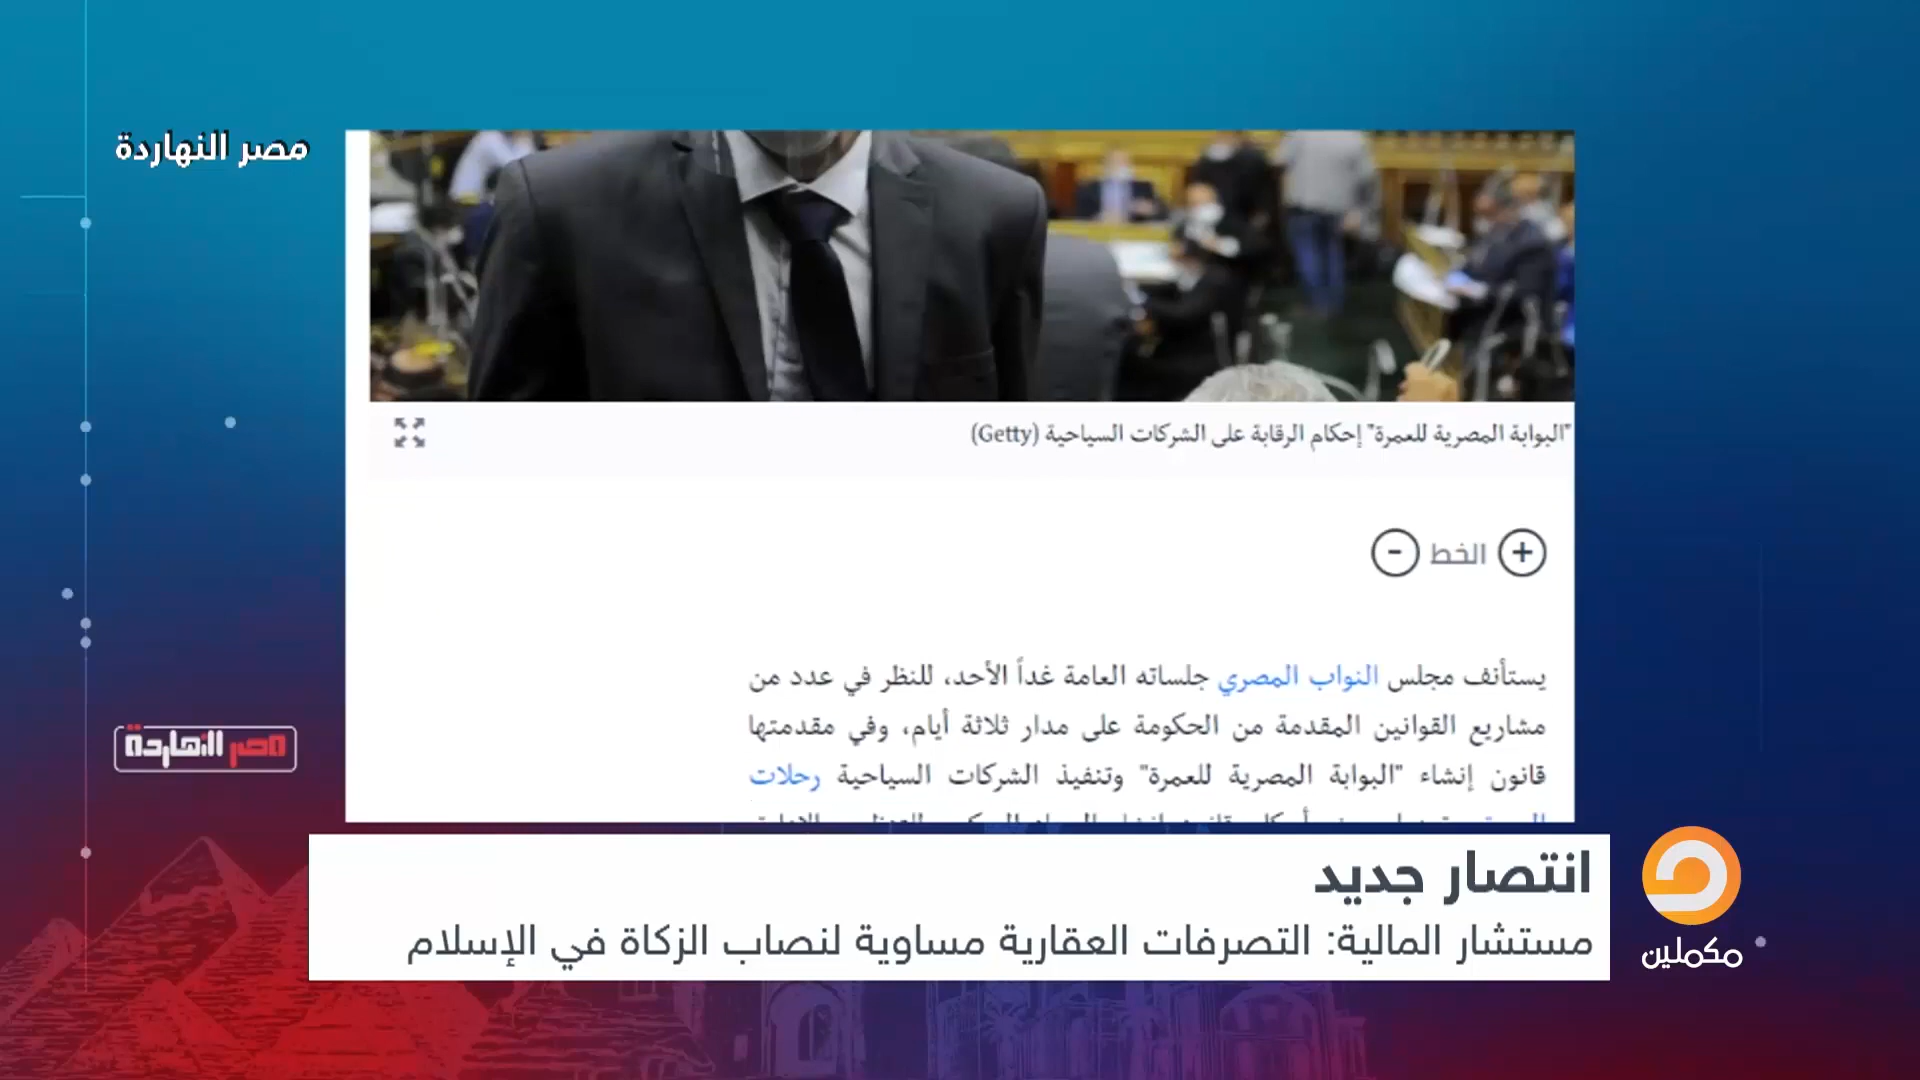 مصر النهاردة
"البوابة المصرية للعمرة" إحكام الرقابة على الشركات السياحية (Getty)
+ الخط -
يستأنف مجلس النواب المصري جلساته العامة غداً الأحد، للنظر في عدد من
مشاريع القوانين المقدمة من الحكومة على مدار ثلاثة أيام، وفي مقدمتها
قانون إنشاء "البوابة المصرية للعمرة" وتنفيذ الشركات السياحية رحلات
مصر النهاردة
انتصار جديد
مستشار المالية: التصرفات العقارية مساوية لنصاب الزكاة في الإسلام
مكملين